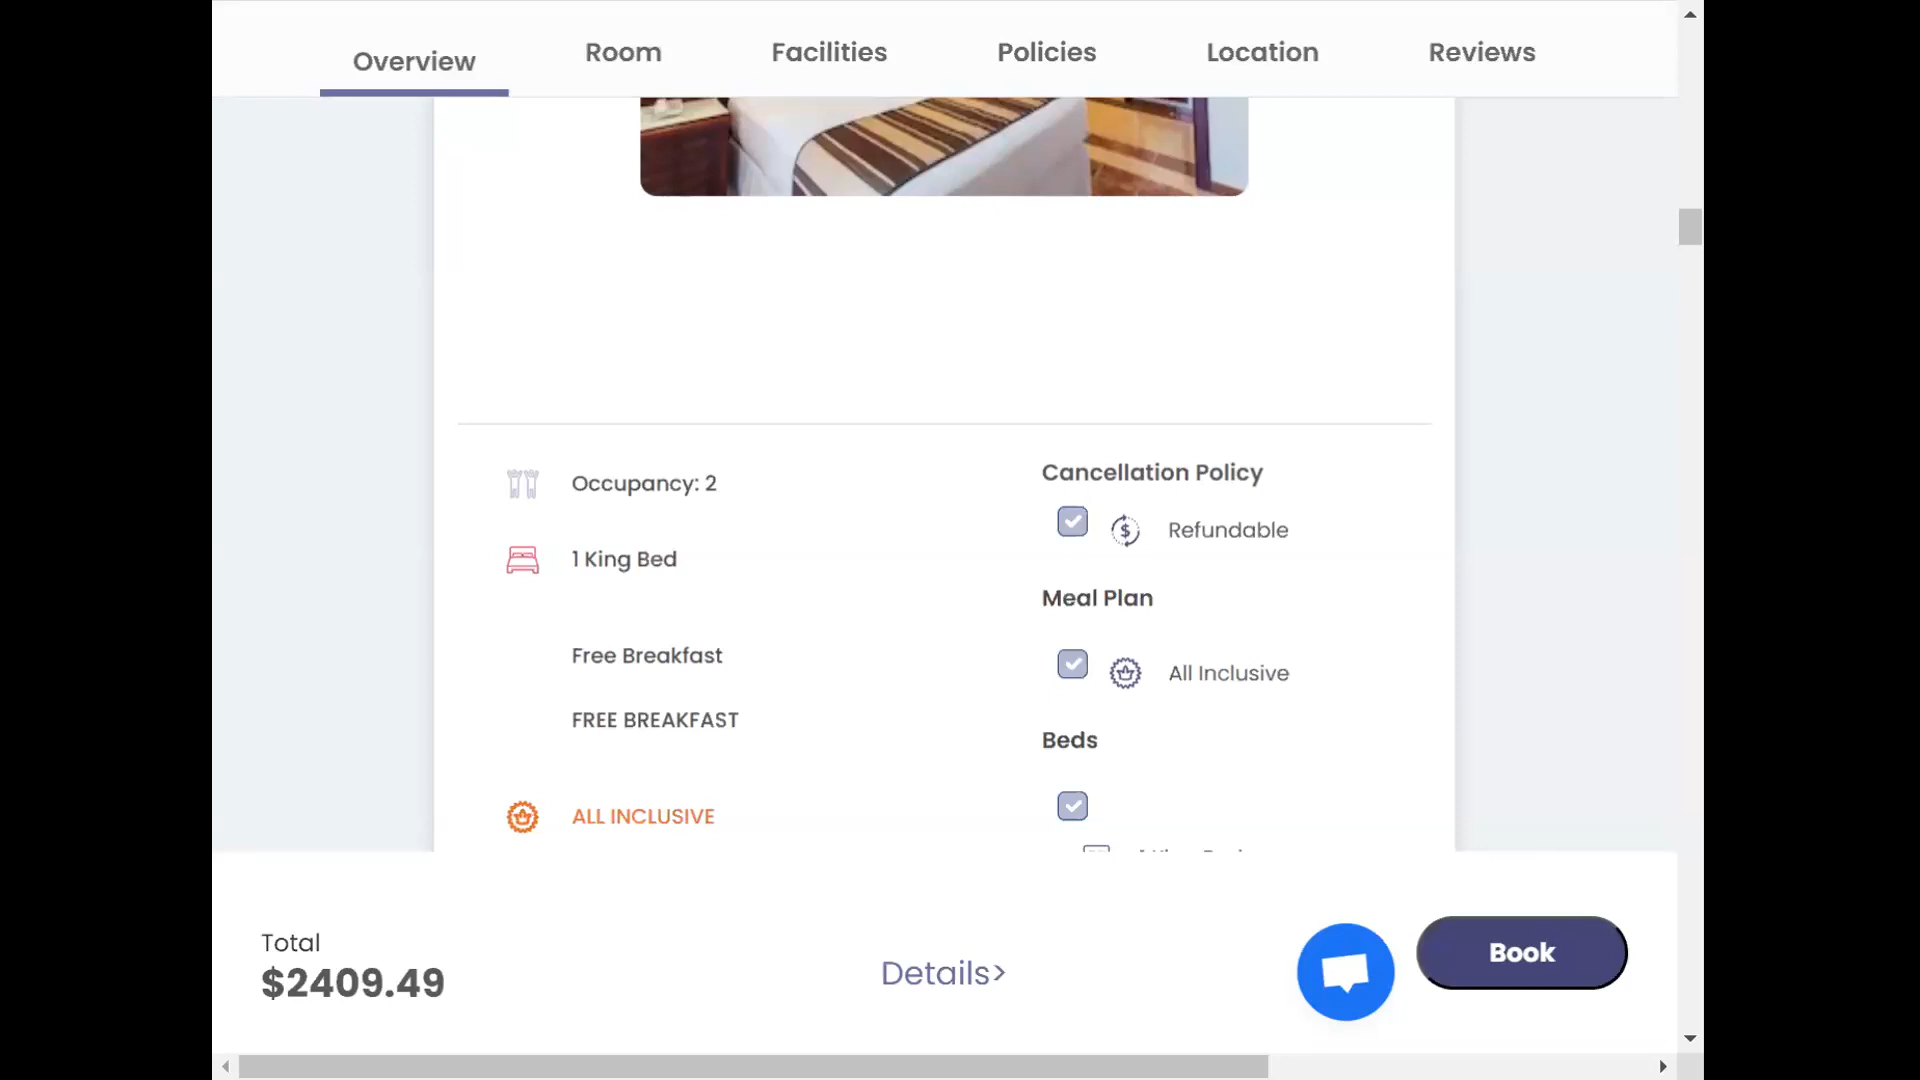 Overview
Room
Facilities
Policies
Location
Reviews
Occupancy: 2
1 King Bed
Free Breakfast
FREE BREAKFAST
ALL INCLUSIVE
Cancellation Policy
Refundable
Meal Plan
All Inclusive
Beds
Total
$2409.49
Details>
Book